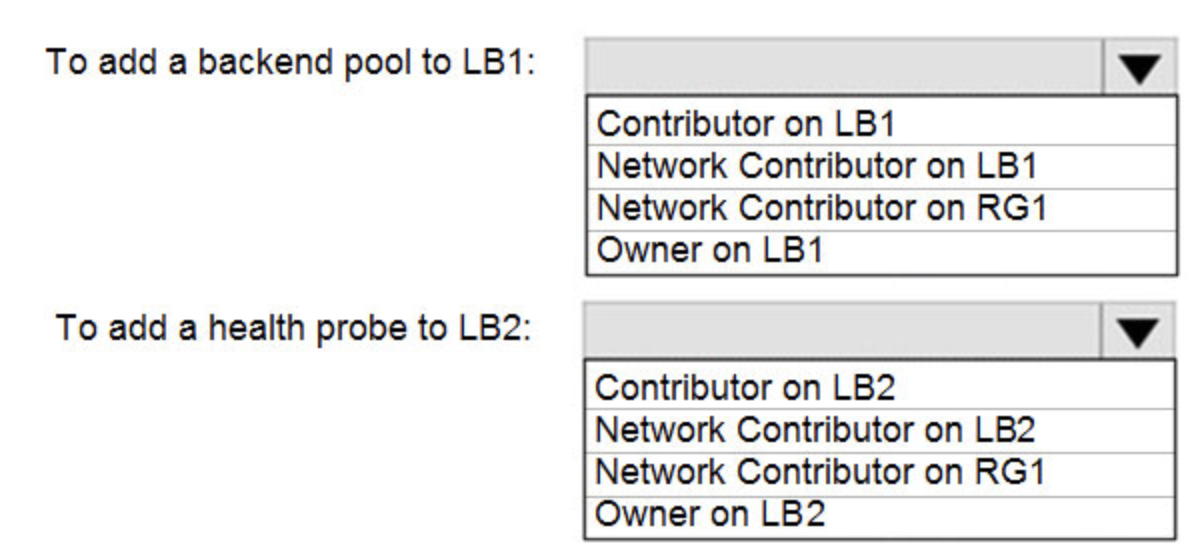 To add a backend pool to LB1:
Contributor on LB1
Network Contributor on LB1
Network Contributor on RG1
Owner on LB1
To add a health probe to LB2:
Contributor on LB2
Network Contributor on LB2
Network Contributor on RG1
Owner on LB2